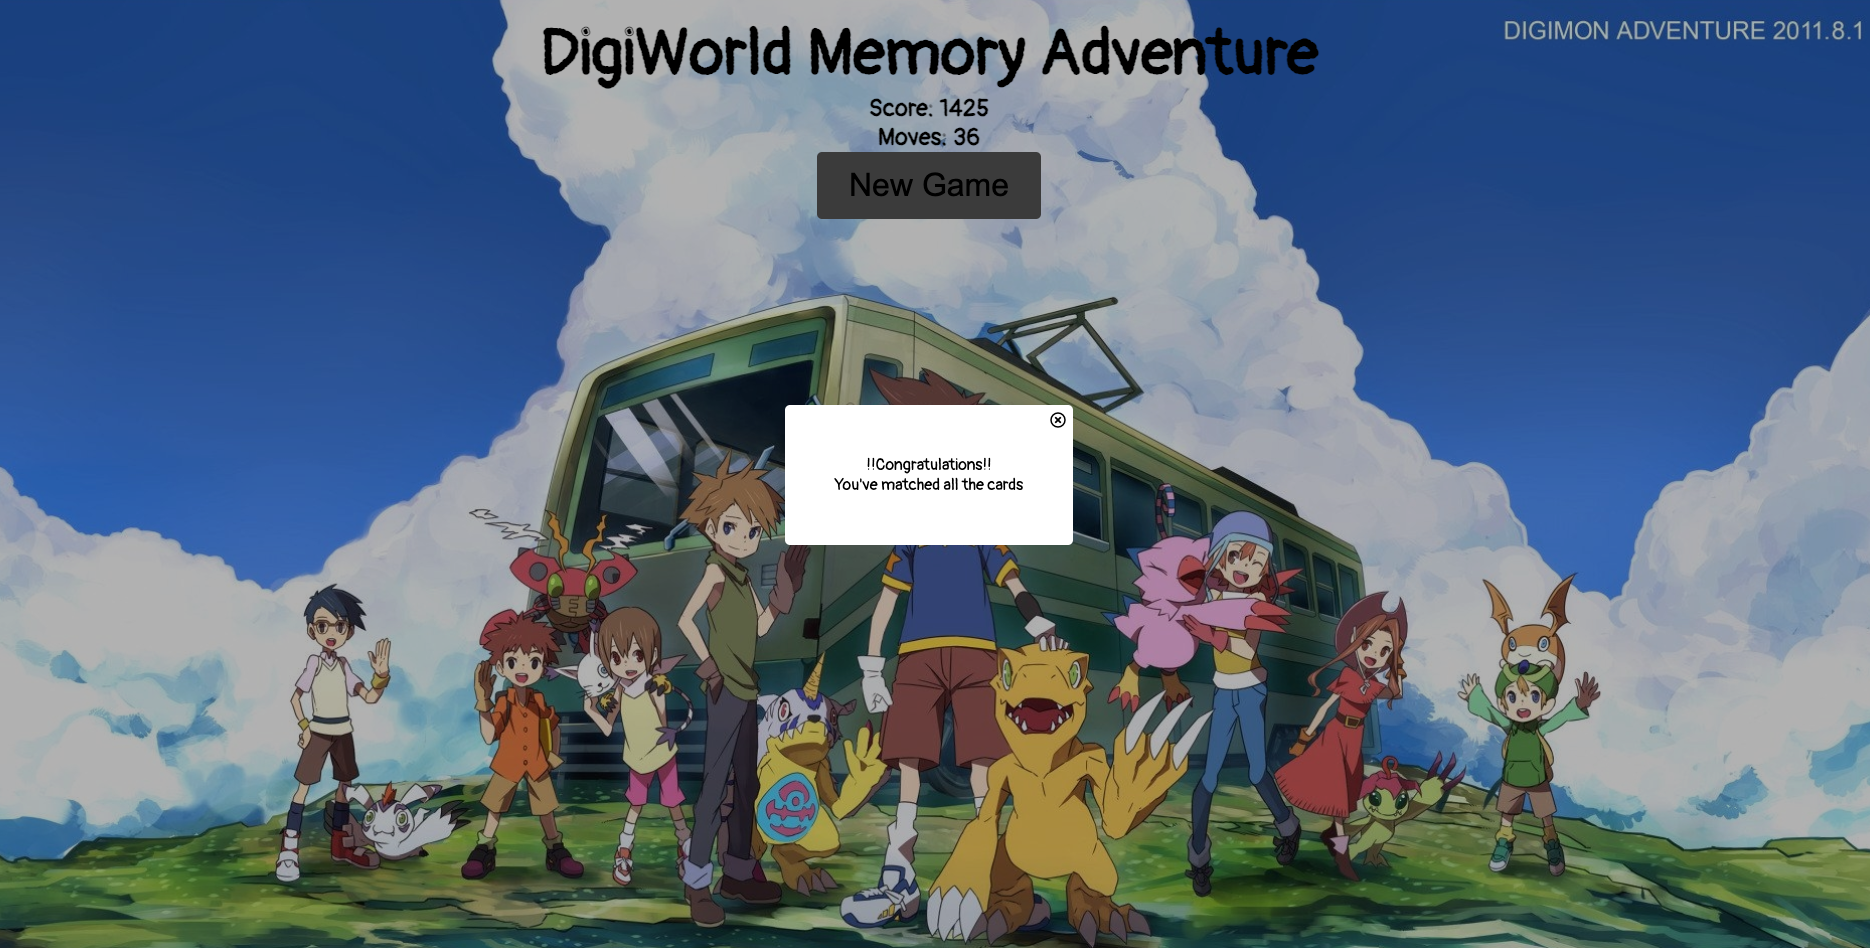 DigiWorld Memory Adventure
DIGIMON ADVENTURE 2011.8.1
Score: 1425
Moves: 36
New Game
!!Congratulations!!
You've matched all the cards